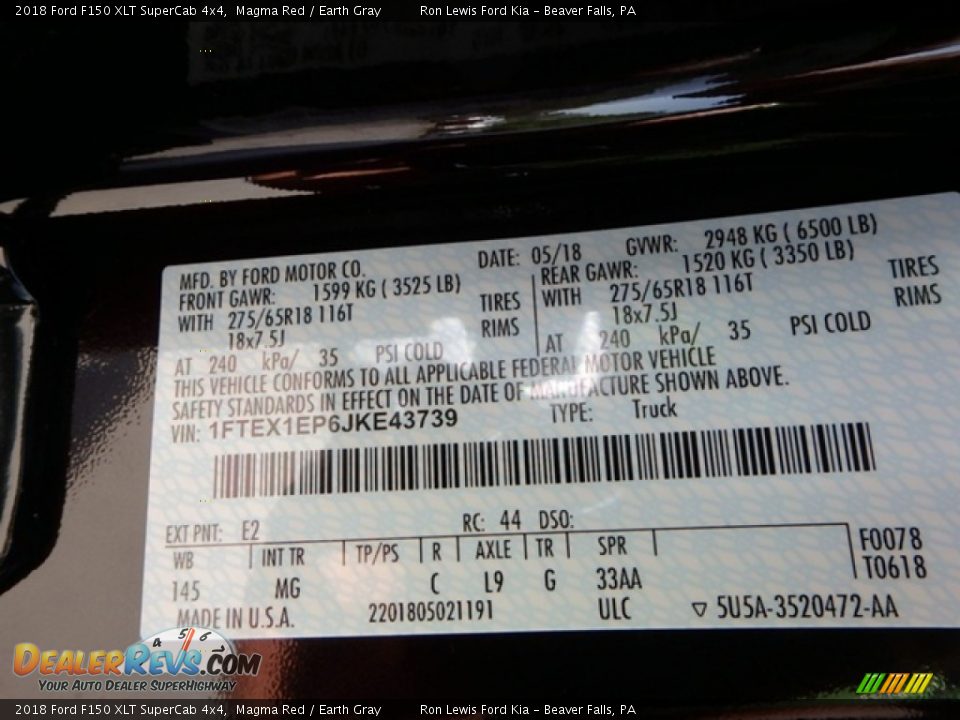 2018 Ford F150 XLT SuperCab 4x4, Magma Red / Earth Gray Ron Lewis Ford Kia - Beaver Falls, PA
MFD. BY FORD MOTOR CO. DATE: 05/18 GVWR: 2948 KG ( 6500 LB)
FRONT GAWR: 1599 KG ( 3525 LB) REAR GAWR: 1520 KG ( 3350 LB)
WITH 275/65R18 116T TIRES WITH 275/65R18 116T TIRES
18x7.5J RIMS 18x7.5J RIMS
AT 240 kPa/ 35 PSI COLD AT 240 kPa/ 35 PSI COLD
THIS VEHICLE CONFORMS TO ALL APPLICABLE FEDERAL MOTOR VEHICLE
SAFETY STANDARDS IN EFFECT ON THE DATE OF MANUFACTURE SHOWN ABOVE.
VIN: 1FTEX1EP6JKE43739 TYPE: Truck
EXT PNT: E2 RC: 44 DSO:
WB INT TR TP/PS R AXLE TR SPR F0078
145 MG C L9 G 33AA T0618
MADE IN U.S.A. 2201805021191 ULC ▽ 5U5A-3520472-AA
4 5 6
DEALERREVS.COM
YOUR AUTO DEALER SUPERHIGHWAY
2018 Ford F150 XLT SuperCab 4x4, Magma Red / Earth Gray Ron Lewis Ford Kia - Beaver Falls, PA